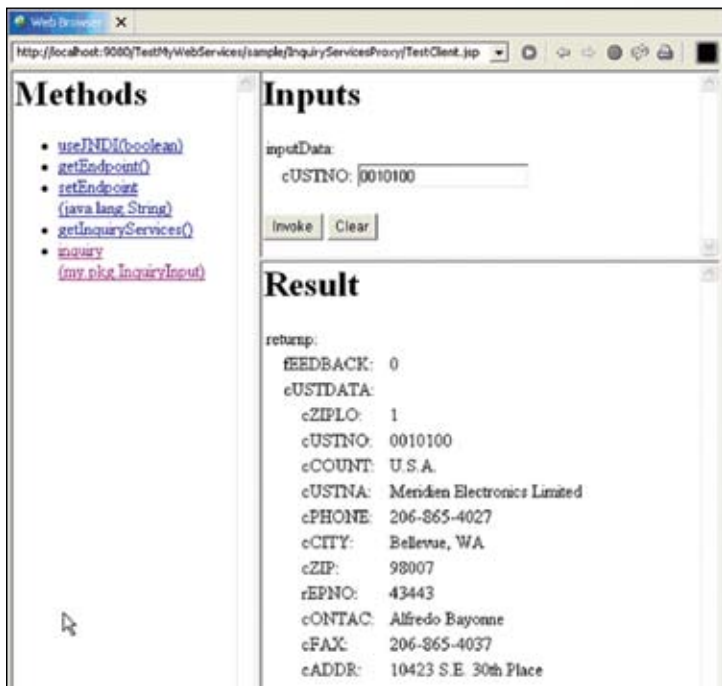 Web Browser
http://localhost:9080/TestMyWebServices/sample/InquiryServicesProxy/TestClient.jsp
Methods
useJNDI(boolean)
getEndpoint()
setEndpoint
(java.lang.String)
getInquiryServices()
inquiry
(my.pkg.InquiryInput)
Inputs
inputData:
cUSTNO: 0010100
Invoke Clear
Result
returnp:
fEEDBACK: 0
cUSTDATA:
cZIPLO: 1
cUSTNO: 0010100
cCOUNT: U.S.A.
cUSTNA: Meridien Electronics Limited
cPHONE: 206-865-4027
cCITY: Bellevue, WA
cZIP: 98007
rEPNO: 43443
cONTAC: Alfredo Bayonne
cFAX: 206-865-4037
cADDR: 10423 S.E. 30th Place